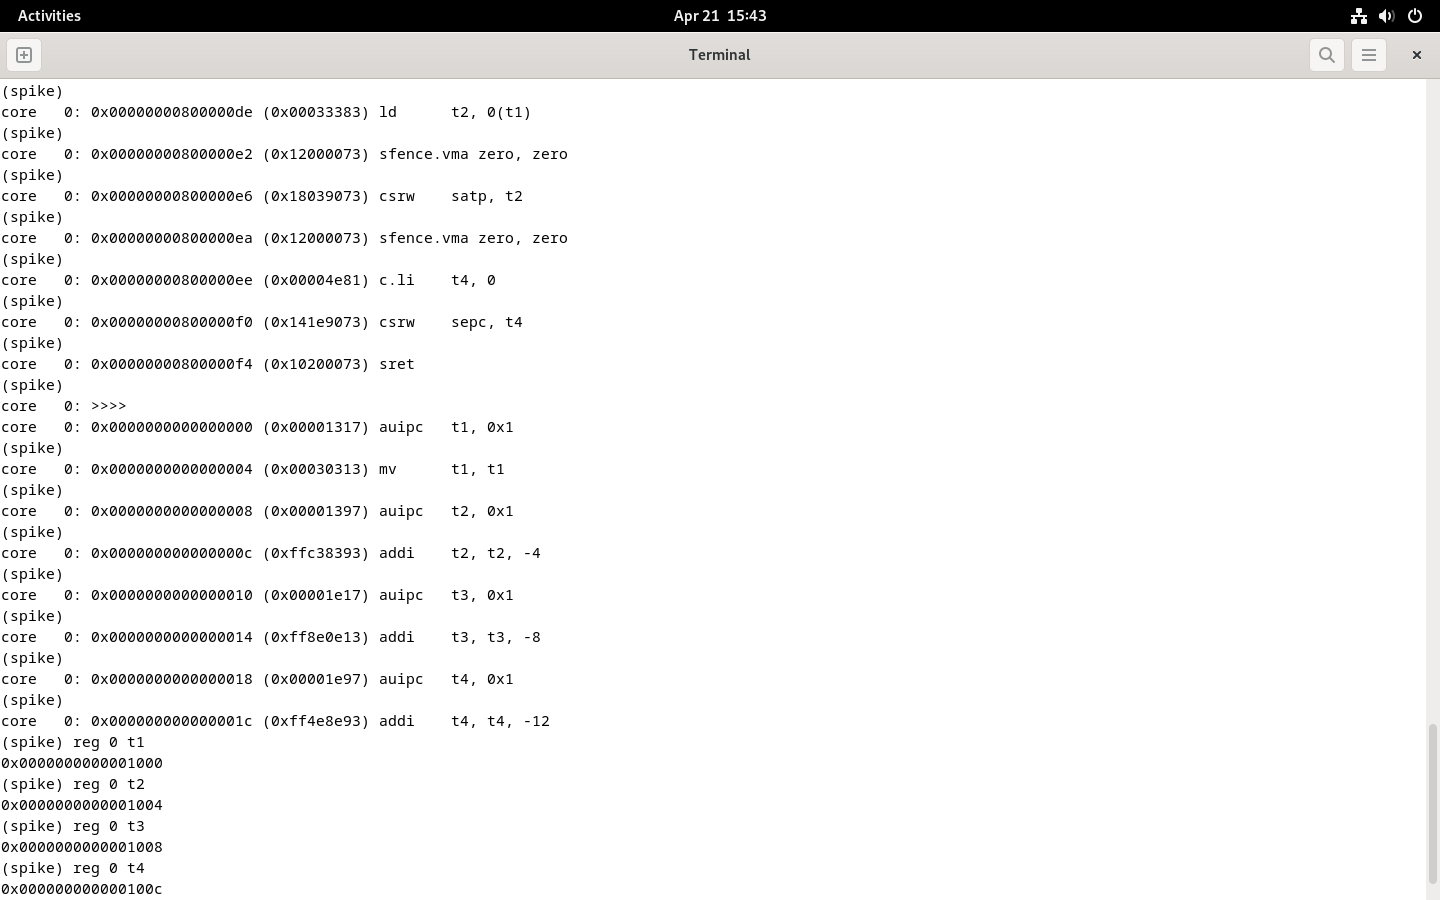 Activities
Apr 21 15:43
Terminal
(spike)
core   0: 0x00000000800000de (0x00033383) ld      t2, 0(t1)
(spike)
core   0: 0x00000000800000e2 (0x12000073) sfence.vma zero, zero
(spike)
core   0: 0x00000000800000e6 (0x18039073) csrw    satp, t2
(spike)
core   0: 0x00000000800000ea (0x12000073) sfence.vma zero, zero
(spike)
core   0: 0x00000000800000ee (0x00004e81) c.li    t4, 0
(spike)
core   0: 0x00000000800000f0 (0x141e9073) csrw    sepc, t4
(spike)
core   0: 0x00000000800000f4 (0x10200073) sret
(spike)
core   0: >>>>
core   0: 0x0000000000000000 (0x00001317) auipc   t1, 0x1
(spike)
core   0: 0x0000000000000004 (0x00030313) mv      t1, t1
(spike)
core   0: 0x0000000000000008 (0x00001397) auipc   t2, 0x1
(spike)
core   0: 0x000000000000000c (0xffc38393) addi    t2, t2, -4
(spike)
core   0: 0x0000000000000010 (0x00001e17) auipc   t3, 0x1
(spike)
core   0: 0x0000000000000014 (0xff8e0e13) addi    t3, t3, -8
(spike)
core   0: 0x0000000000000018 (0x00001e97) auipc   t4, 0x1
(spike)
core   0: 0x000000000000001c (0xff4e8e93) addi    t4, t4, -12
(spike) reg 0 t1
0x0000000000001000
(spike) reg 0 t2
0x0000000000001004
(spike) reg 0 t3
0x0000000000001008
(spike) reg 0 t4
0x000000000000100c